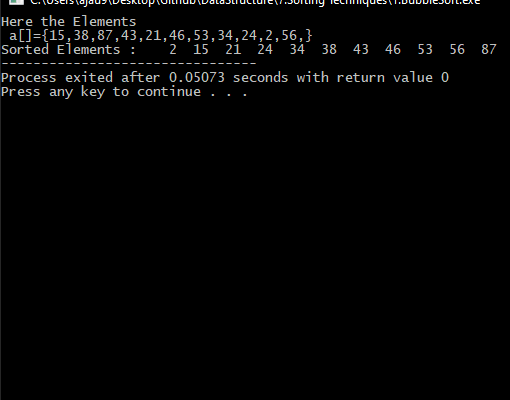 C:\Users\ajau9\Desktop\Github\DataStructure\7.Sorting Techniques\1.BubbleSort.exe
Here the Elements
a[]={15,38,87,43,21,46,53,34,24,2,56,}
Sorted Elements : 2 15 21 24 34 38 43 46 53 56 87
--------------------------------
Process exited after 0.05073 seconds with return value 0
Press any key to continue . . .